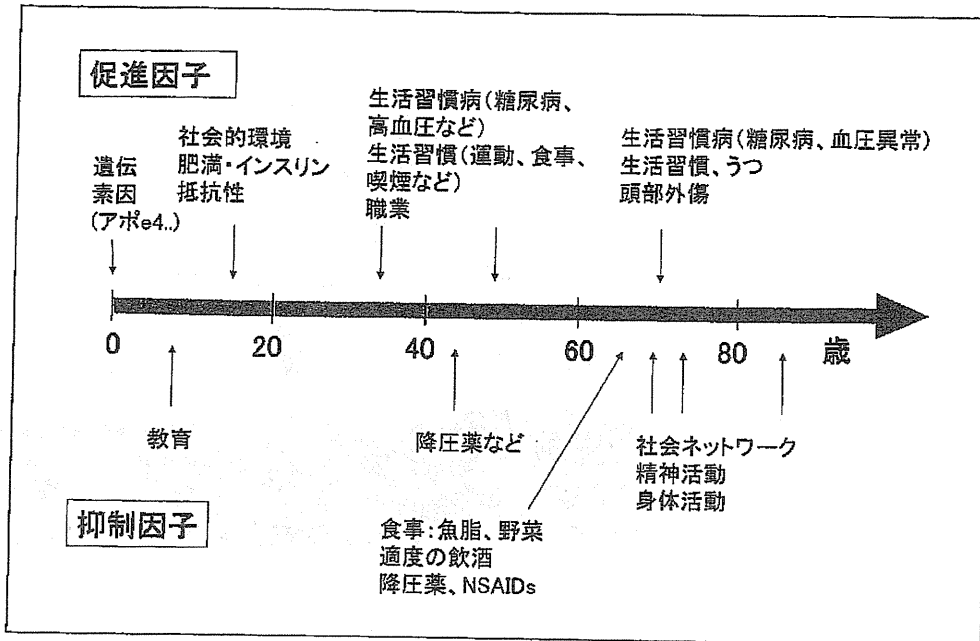 促進因子
遺伝
素因
(アポe4..)
社会的環境
肥満・インスリン
抵抗性
生活習慣病(糖尿病、
高血圧など)
生活習慣(運動、食事、
喫煙など)
職業
生活習慣病(糖尿病、血圧異常)
生活習慣、うつ
頭部外傷
0 20 40 60 80 歳
教育
降圧薬など
社会ネットワーク
精神活動
身体活動
抑制因子
食事:魚脂、野菜
適度の飲酒
降圧薬、NSAIDs